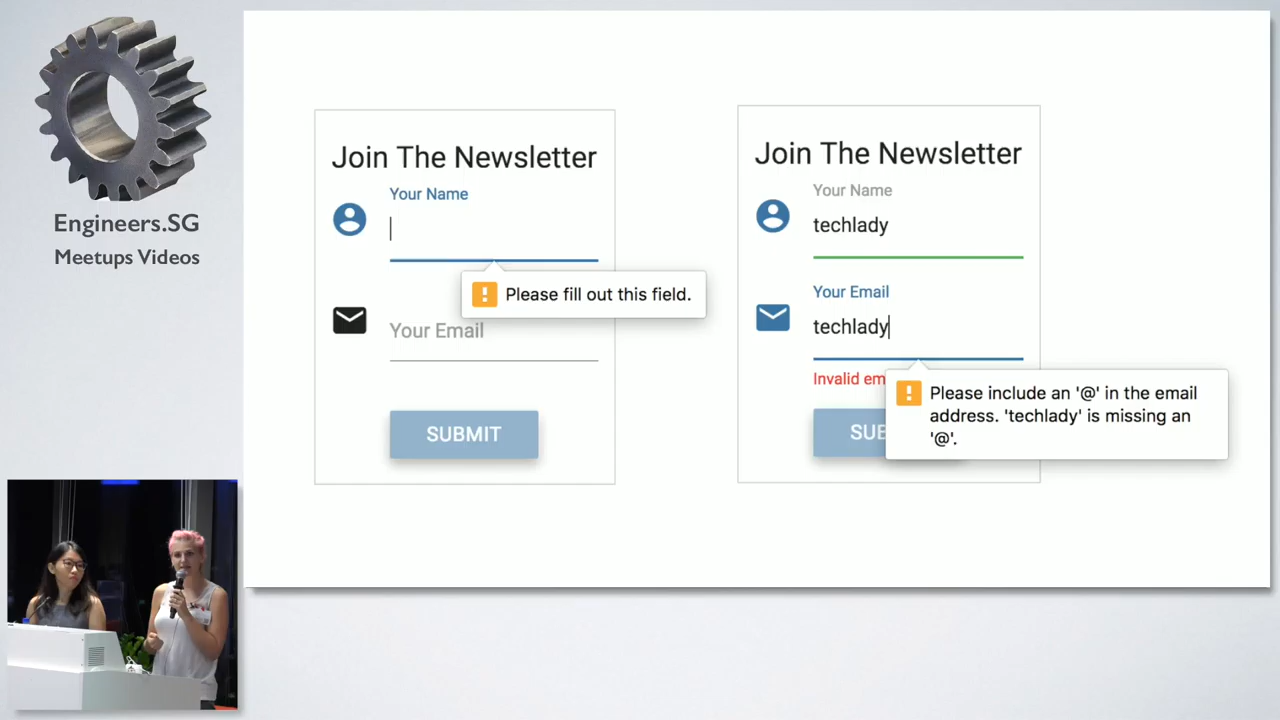 Engineers.SG
Meetups Videos
Join The Newsletter
Your Name
Please fill out this field.
Your Email
SUBMIT
Join The Newsletter
Your Name
techlady
Your Email
techlady
Invalid em
Please include an '@' in the email
address. 'techlady' is missing an
'@'.
SUB